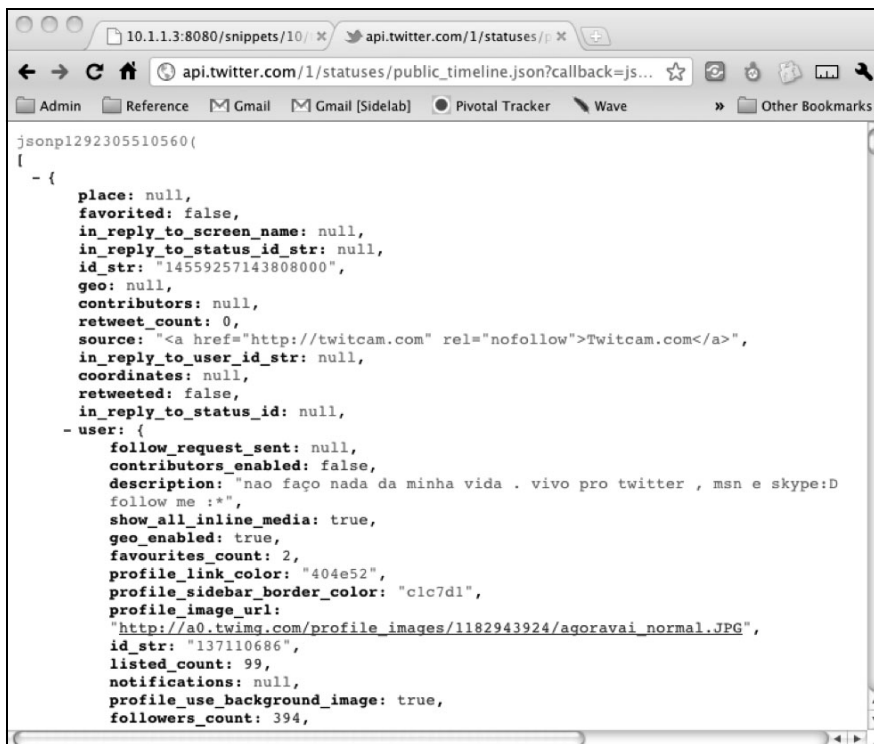 10.1.1.3:8080/snippets/10/
api.twitter.com/1/statuses/p
api.twitter.com/1/statuses/public_timeline.json?callback=js...
Admin Reference Gmail Gmail [Sidelab] Pivotal Tracker Wave » Other Bookmarks
jsonp1292305510560(
[
- {
place: null,
favorited: false,
in_reply_to_screen_name: null,
in_reply_to_status_id_str: null,
id_str: "14559257143808000",
geo: null,
contributors: null,
retweet_count: 0,
source: "<a href="http://twitcam.com" rel="nofollow">Twitcam.com</a>",
in_reply_to_user_id_str: null,
coordinates: null,
retweeted: false,
in_reply_to_status_id: null,
- user: {
follow_request_sent: null,
contributors_enabled: false,
description: "nao faço nada da minha vida . vivo pro twitter , msn e skype:D
follow me :*",
show_all_inline_media: true,
geo_enabled: true,
favourites_count: 2,
profile_link_color: "404e52",
profile_sidebar_border_color: "c1c7d1",
profile_image_url:
"http://a0.twimg.com/profile_images/1182943924/agoravai_normal.JPG",
id_str: "137110686",
listed_count: 99,
notifications: null,
profile_use_background_image: true,
followers_count: 394,